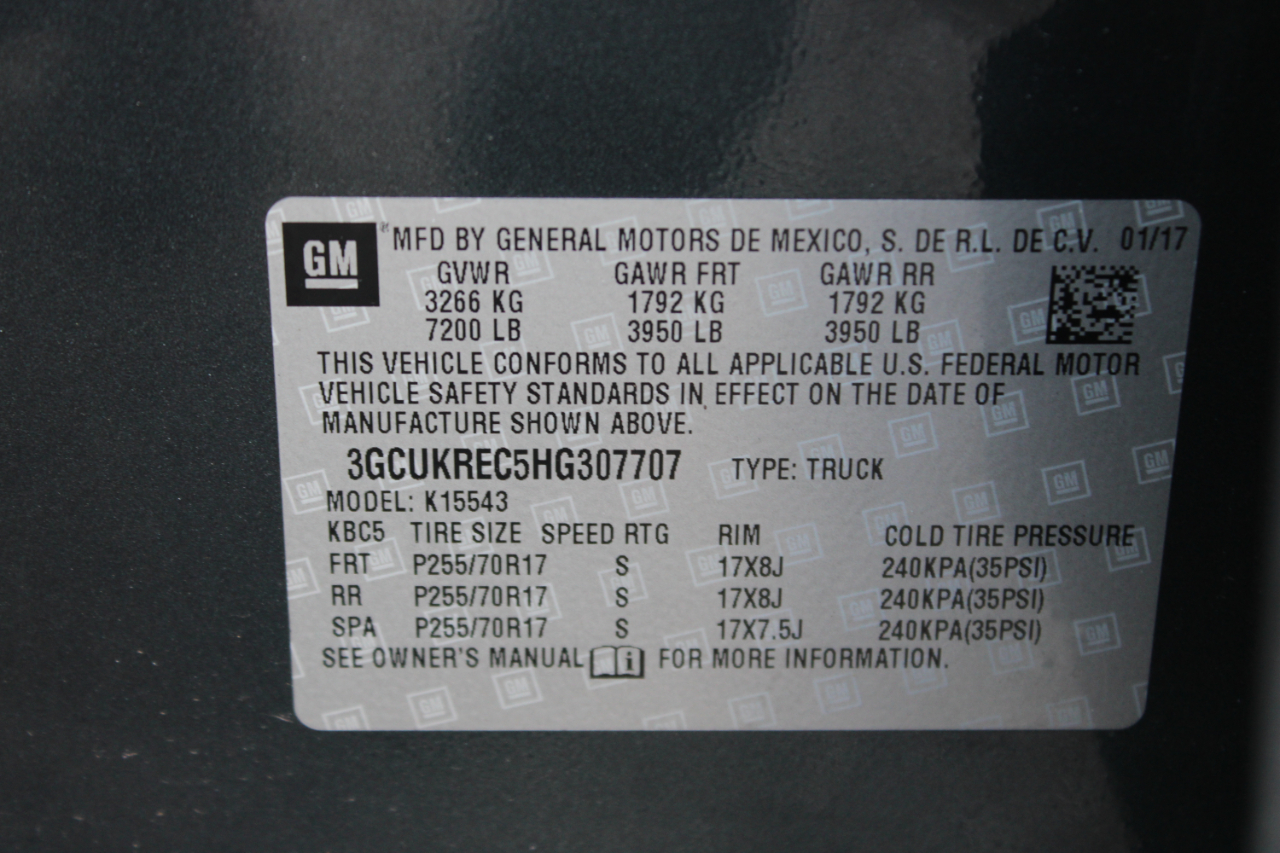 GM ® MFD BY GENERAL MOTORS DE MEXICO, S. DE R.L. DE C.V. 01/17
GVWR GAWR FRT GAWR RR
3266 KG 1792 KG 1792 KG
7200 LB 3950 LB 3950 LB
THIS VEHICLE CONFORMS TO ALL APPLICABLE U.S. FEDERAL MOTOR
VEHICLE SAFETY STANDARDS IN EFFECT ON THE DATE OF
MANUFACTURE SHOWN ABOVE.
3GCUKREC5HG307707 TYPE: TRUCK
MODEL: K15543
KBC5 TIRE SIZE SPEED RTG RIM COLD TIRE PRESSURE
FRT P255/70R17 S 17X8J 240KPA(35PSI)
RR P255/70R17 S 17X8J 240KPA(35PSI)
SPA P255/70R17 S 17X7.5J 240KPA(35PSI)
SEE OWNER'S MANUAL i FOR MORE INFORMATION.